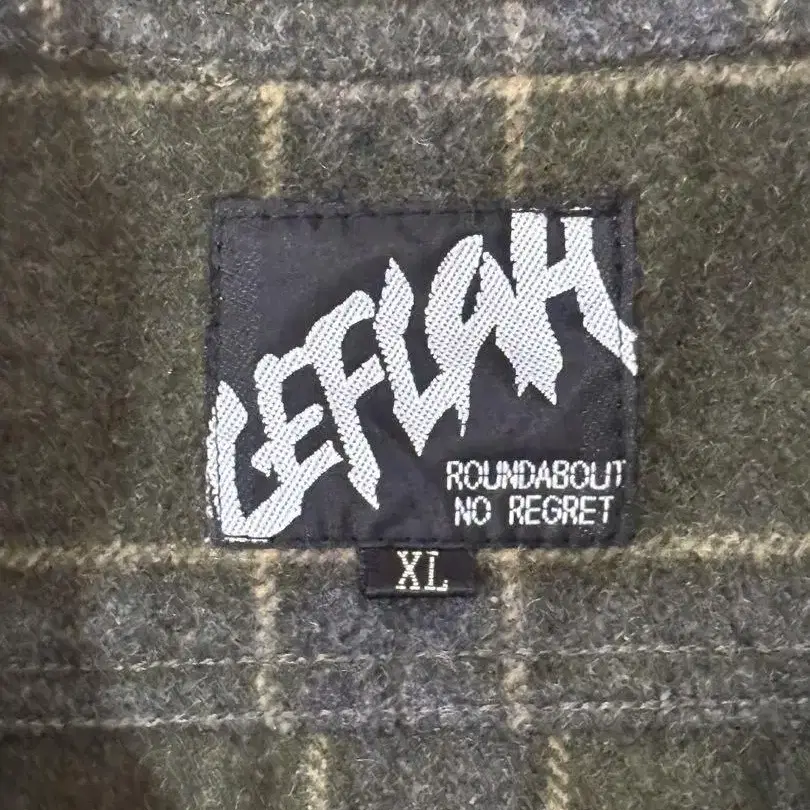 LEFLAH
ROUNDABOUT
NO REGRET
XL